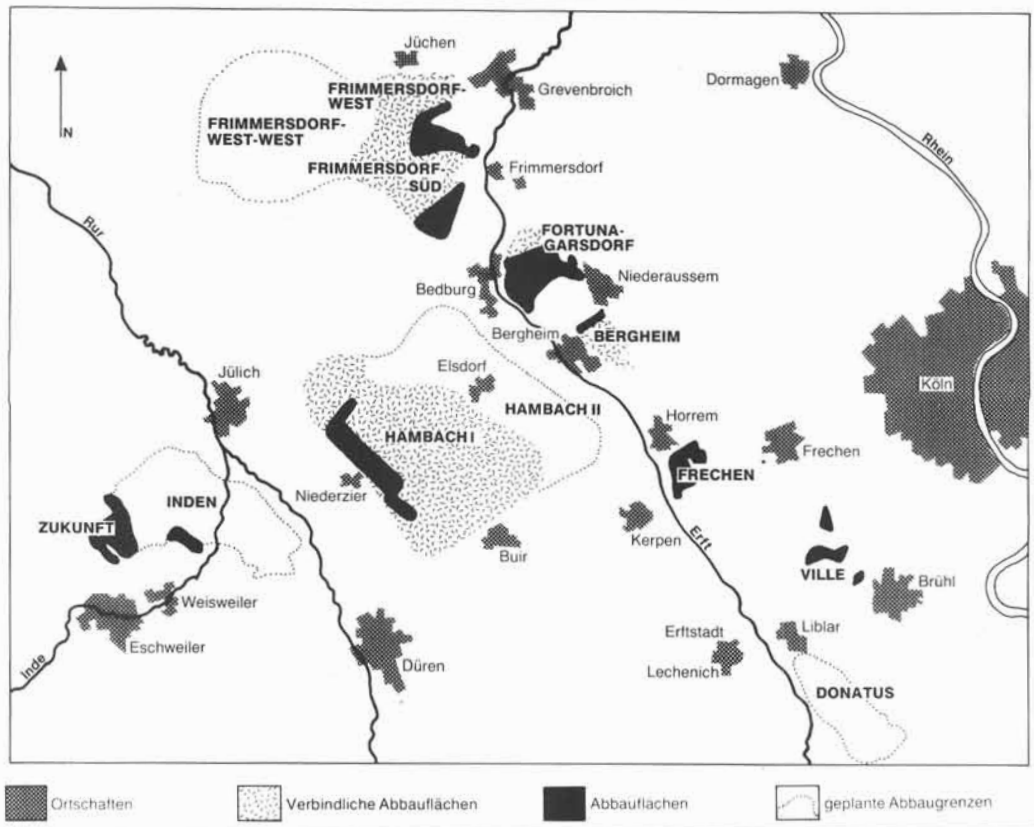 Jüchen
Grevenbroich
Dormagen
N
FRIMMERSDORF-
WEST
FRIMMERSDORF-
WEST-WEST
FRIMMERSDORF-
SÜD
Frimmersdorf
Rhein
Rur
FORTUNA-
GARSDORF
Niederaussem
Bedburg
Bergheim
BERGHEIM
Elsdorf
Jülich
Köln
HAMBACH II
HAMBACH I
Horrem
Frechen
FRECHEN
Niederzier
INDEN
ZUKUNFT
Kerpen
Erft
Buir
VILLE
Brühl
Weisweiler
Eschweiler
Inde
Düren
Erftstadt
Liblar
Lechenich
DONATUS
Ortschaften
Verbindliche Abbauflächen
Abbauflächen
geplante Abbaugrenzen